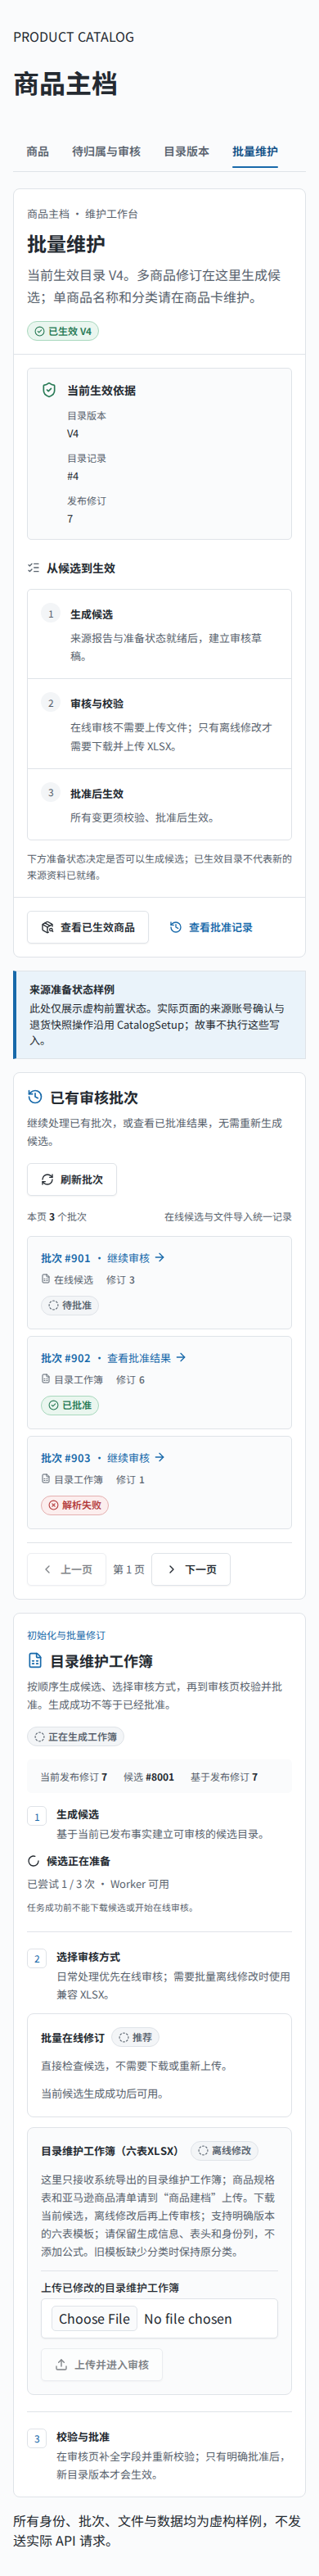 PRODUCT CATALOG
商品主档
商品 待归属与审核 目录版本 批量维护
商品主档 • 维护工作台
批量维护
当前生效目录 V4。多商品修订在这里生成候
选；单商品名称和分类请在商品卡维护。
已生效 V4
当前生效依据
目录版本
V4
目录记录
#4
发布修订
7
从候选到生效
1 生成候选
来源报告与准备状态就绪后，建立审核草
稿。
2 审核与校验
在线审核不需要上传文件；只有离线修改才
需要下载并上传 XLSX。
3 批准后生效
所有变更须校验、批准后生效。
下方准备状态决定是否可以生成候选；已生效目录不代表新的
来源资料已就绪。
查看已生效商品 查看批准记录
来源准备状态样例
此处仅展示虚构前置状态。实际页面的来源账号确认与
退货快照操作沿用 CatalogSetup；故事不执行这些写
入。
已有审核批次
继续处理已有批次，或查看已批准结果，无需重新生成
候选。
刷新批次
本页 3 个批次 在线候选与文件导入统一记录
批次 #901 • 继续审核 →
在线候选 修订 3
待批准
批次 #902 • 查看批准结果 →
目录工作簿 修订 6
已批准
批次 #903 • 继续审核 →
目录工作簿 修订 1
解析失败
上一页 第 1 页 下一页
初始化与批量修订
目录维护工作簿
按顺序生成候选、选择审核方式，再到审核页校验并批
准。生成成功不等于已经批准。
正在生成工作簿
当前发布修订 7 候选 #8001 基于发布修订 7
1 生成候选
基于当前已发布事实建立可审核的候选目录。
候选正在准备
已尝试 1 / 3 次 • Worker 可用
任务成功前不能下载候选或开始在线审核。
2 选择审核方式
日常处理优先在线审核；需要批量离线修改时使用
兼容 XLSX。
批量在线修订 推荐
直接检查候选，不需要下载或重新上传。
当前候选生成成功后可用。
目录维护工作簿（六表XLSX） 离线修改
这里只接收系统导出的目录维护工作簿；商品规格
表和亚马逊商品清单请到“商品建档”上传。下载
当前候选，离线修改后再上传审核；支持明确版本
的六表模板；请保留生成信息、表头和身份列，不
添加公式。旧模板缺少分类时保持原分类。
上传已修改的目录维护工作簿
Choose File No file chosen
上传并进入审核
3 校验与批准
在审核页补全字段并重新校验；只有明确批准后，
新目录版本才会生效。
所有身份、批次、文件与数据均为虚构样例，不发
送实际 API 请求。